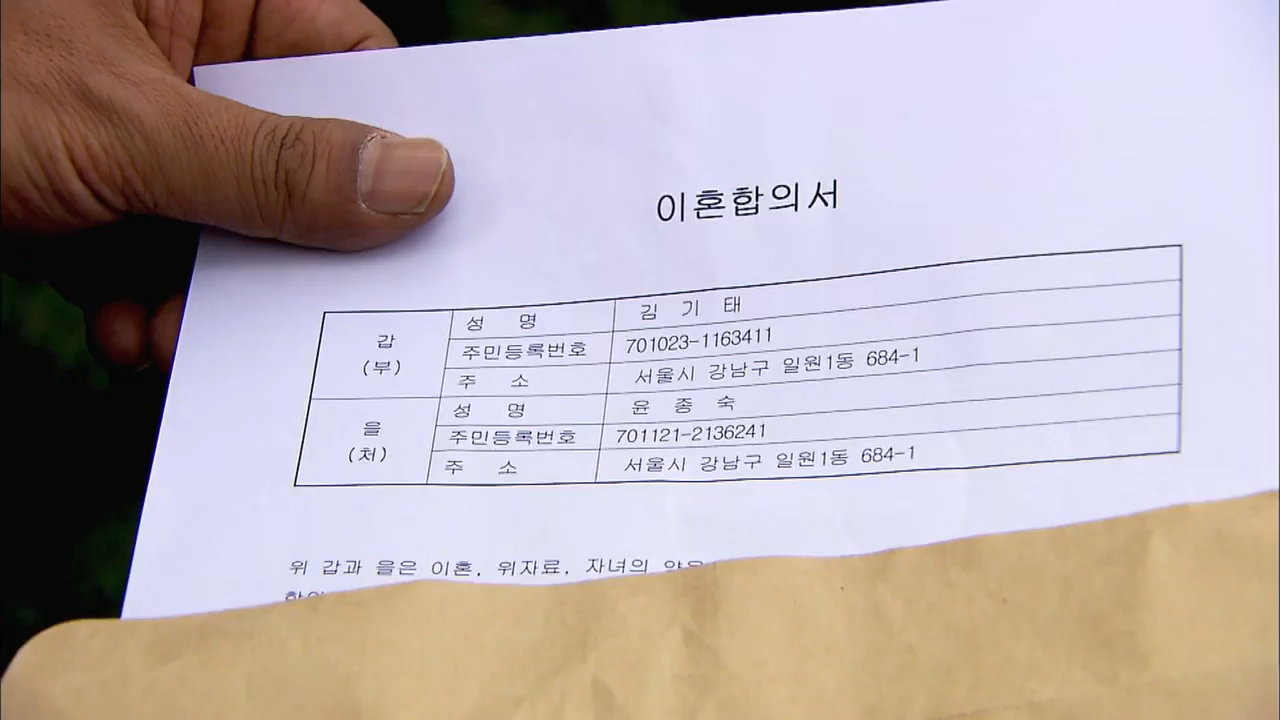 이혼합의서
갑
(부)
성 명 김 기 태
주민등록번호 701023-1163411
주 소 서울시 강남구 일원1동 684-1
을
(처)
성 명 윤 종 숙
주민등록번호 701121-2136241
주 소 서울시 강남구 일원1동 684-1
위 갑과 을은 이혼, 위자료, 자녀의